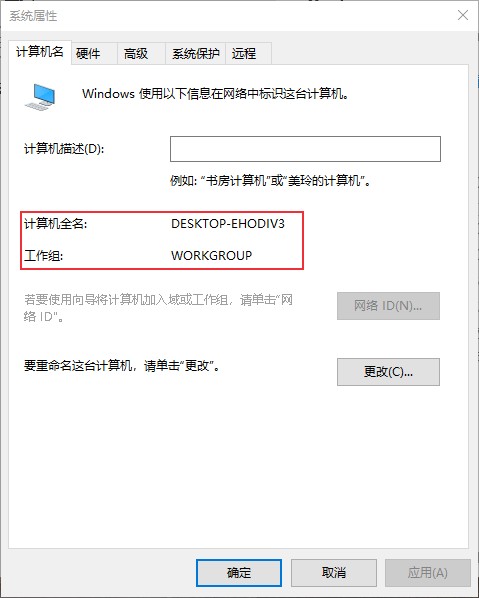 系统属性
计算机名 硬件 高级 系统保护 远程
Windows 使用以下信息在网络中标识这台计算机。
计算机描述(D):
例如: “书房计算机”或“美玲的计算机”。
计算机全名: DESKTOP-EHODIV3
工作组: WORKGROUP
若要使用向导将计算机加入域或工作组，请单击“网
络 ID”。
网络 ID(N)...
要重命名这台计算机，请单击“更改”。
更改(C)...
确定 取消 应用(A)